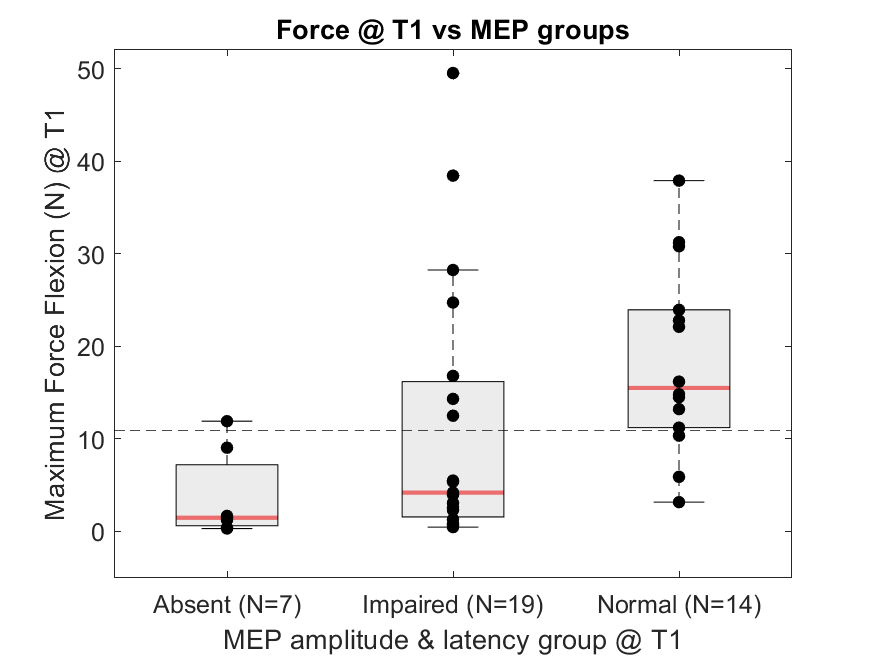 Force @ T1 vs MEP groups
Maximum Force Flexion (N) @ T1
50
40
30
20
10
0
Absent (N=7) Impaired (N=19) Normal (N=14)
MEP amplitude & latency group @ T1